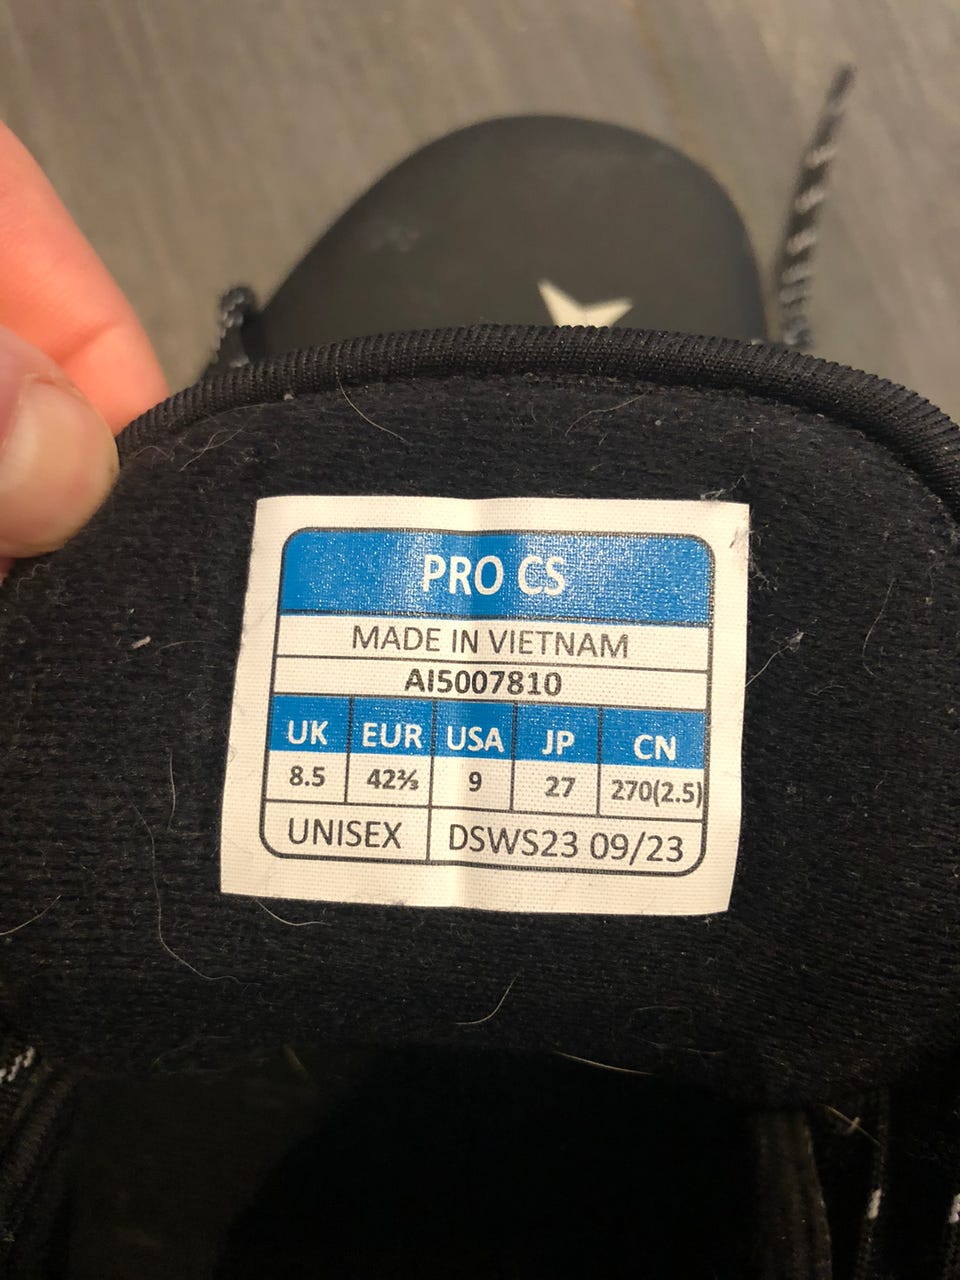 PRO CS
MADE IN VIETNAM
AI5007810
UK EUR USA JP CN
8.5 42⅔ 9 27 270(2.5)
UNISEX DSWS23 09/23